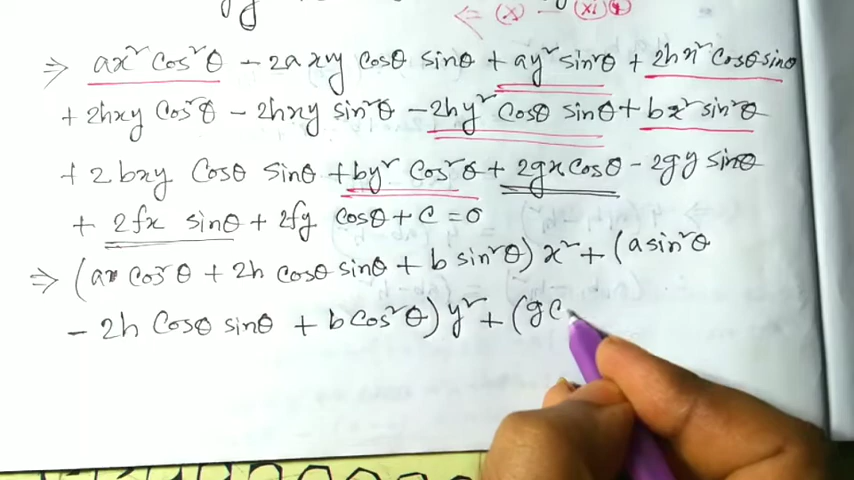 (x) (xi)
⇒ ax² cos²θ - 2axy cosθ sinθ + ay² sin²θ + 2hx² cosθ sinθ
+ 2hxy cos²θ - 2hxy sin²θ - 2hy² cosθ sinθ + bx² sin²θ
+ 2bxy cosθ sinθ + by² cos²θ + 2gx cosθ - 2gy sinθ
+ 2fx sinθ + 2fy cosθ + c = 0
⇒ (a cos²θ + 2h cosθ sinθ + b sin²θ) x² + (a sin²θ
- 2h cosθ sinθ + b cos²θ) y² + (gc